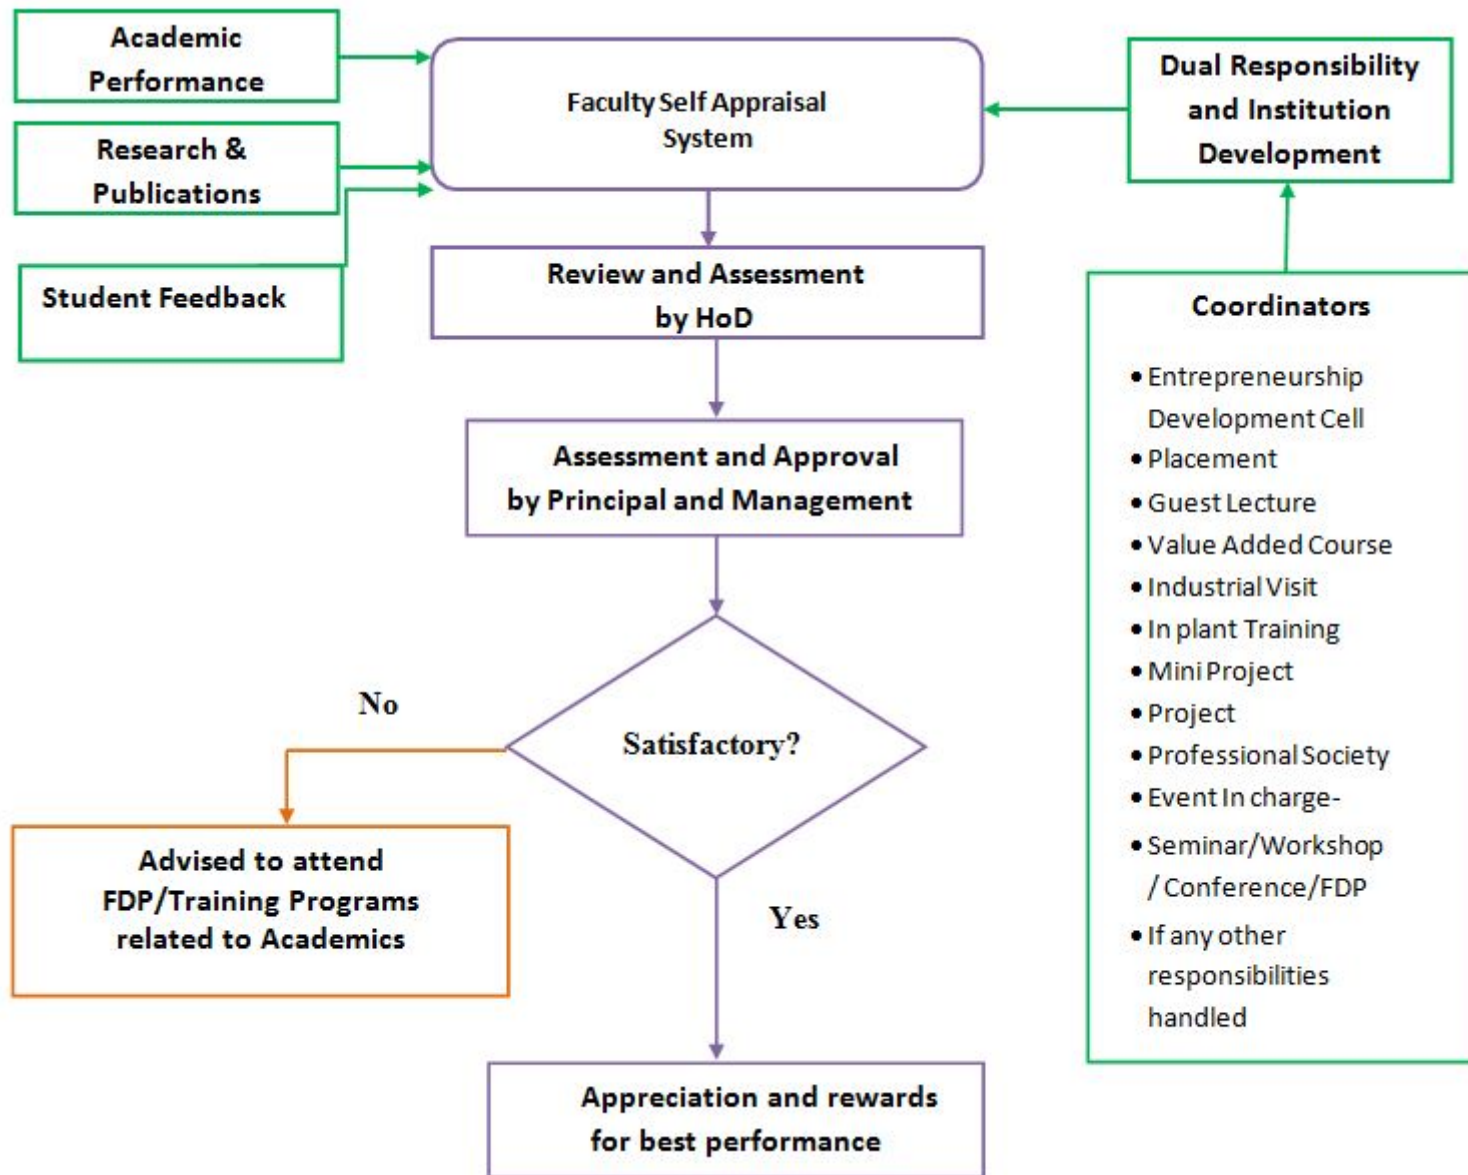 Academic
Performance
Research &
Publications
Student Feedback
Faculty Self Appraisal
System
Dual Responsibility
and Institution
Development
Review and Assessment
by HoD
Assessment and Approval
by Principal and Management
Satisfactory?
No
Yes
Advised to attend
FDP/Training Programs
related to Academics
Appreciation and rewards
for best performance
Coordinators
• Entrepreneurship
Development Cell
• Placement
• Guest Lecture
• Value Added Course
• Industrial Visit
• In plant Training
• Mini Project
• Project
• Professional Society
• Event In charge-
• Seminar/Workshop
/ Conference/FDP
• If any other
responsibilities
handled